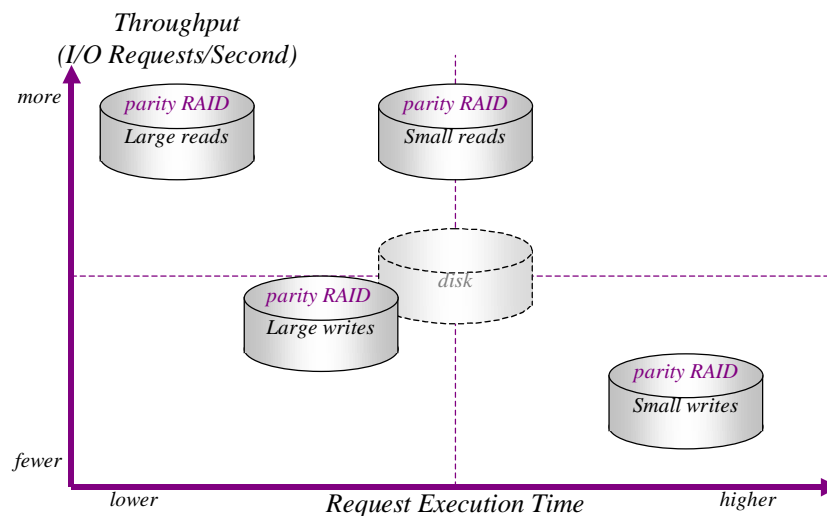 Throughput
(I/O Requests/Second)
more
parity RAID
Large reads
parity RAID
Small reads
disk
parity RAID
Large writes
parity RAID
Small writes
fewer
lower
Request Execution Time
higher